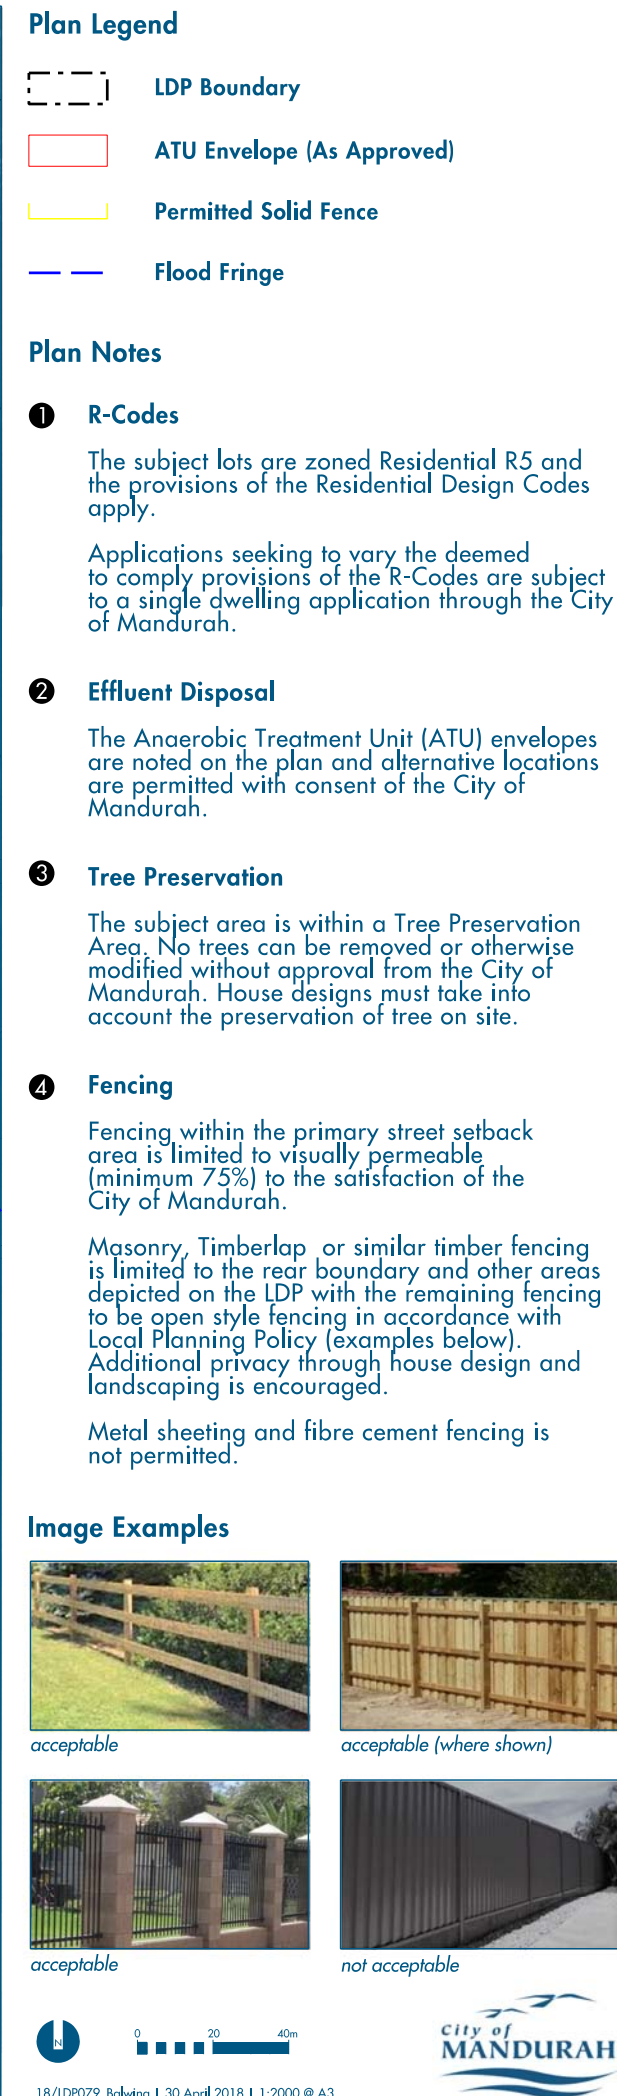 Plan Legend
LDP Boundary
ATU Envelope (As Approved)
Permitted Solid Fence
Flood Fringe
Plan Notes
1 R-Codes
The subject lots are zoned Residential R5 and
the provisions of the Residential Design Codes
apply.
Applications seeking to vary the deemed
to comply provisions of the R-Codes are subject
to a single dwelling application through the City
of Mandurah.
2 Effluent Disposal
The Anaerobic Treatment Unit (ATU) envelopes
are noted on the plan and alternative locations
are permitted with consent of the City of
Mandurah.
3 Tree Preservation
The subject area is within a Tree Preservation
Area. No trees can be removed or otherwise
modified without approval from the City of
Mandurah. House designs must take into
account the preservation of tree on site.
4 Fencing
Fencing within the primary street setback
area is limited to visually permeable
(minimum 75%) to the satisfaction of the
City of Mandurah.
Masonry, Timberlap or similar timber fencing
is limited to the rear boundary and other areas
depicted on the LDP with the remaining fencing
to be open style fencing in accordance with
Local Planning Policy (examples below).
Additional privacy through house design and
landscaping is encouraged.
Metal sheeting and fibre cement fencing is
not permitted.
Image Examples
acceptable
acceptable (where shown)
acceptable
not acceptable
N
0 20 40m
City of
MANDURAH
18/LDP079 Balwina | 30 April 2018 | 1:2000 @ A3